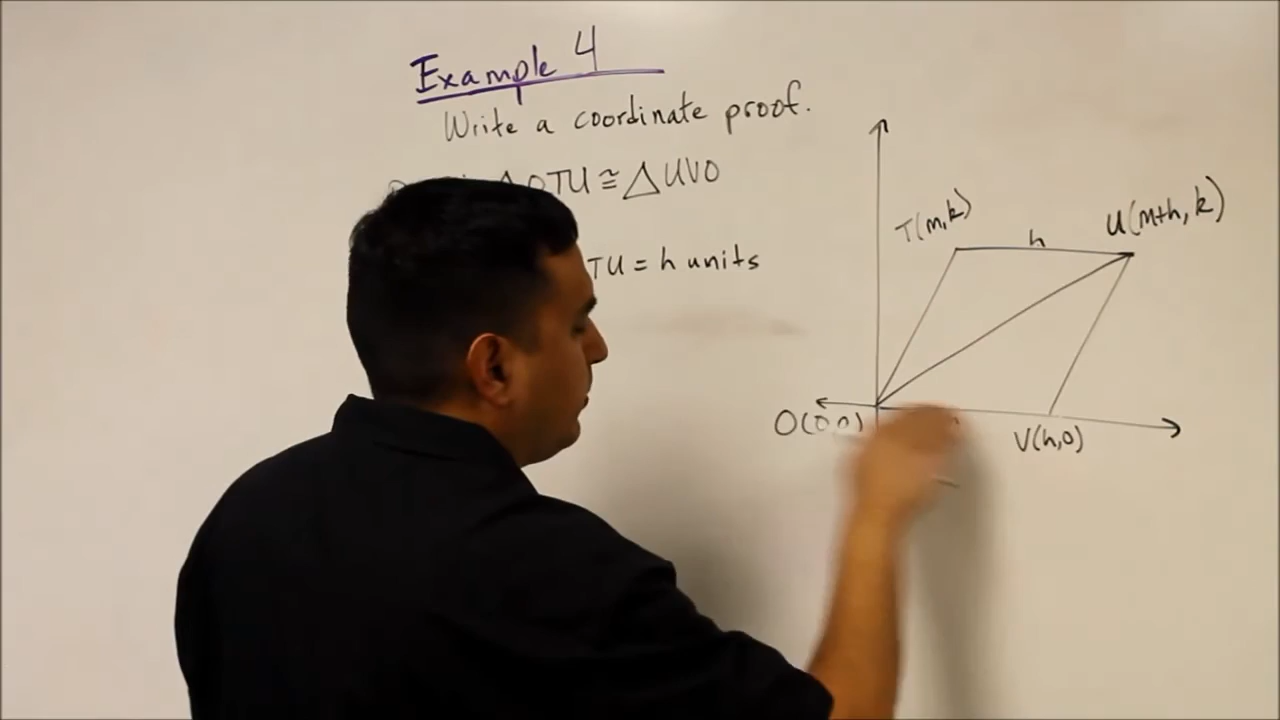 Example 4
Write a coordinate proof.
OTU ≅ △UVO
TU = h units
T(m,k)
h
U(m+h, k)
O(0,0)
V(h,0)